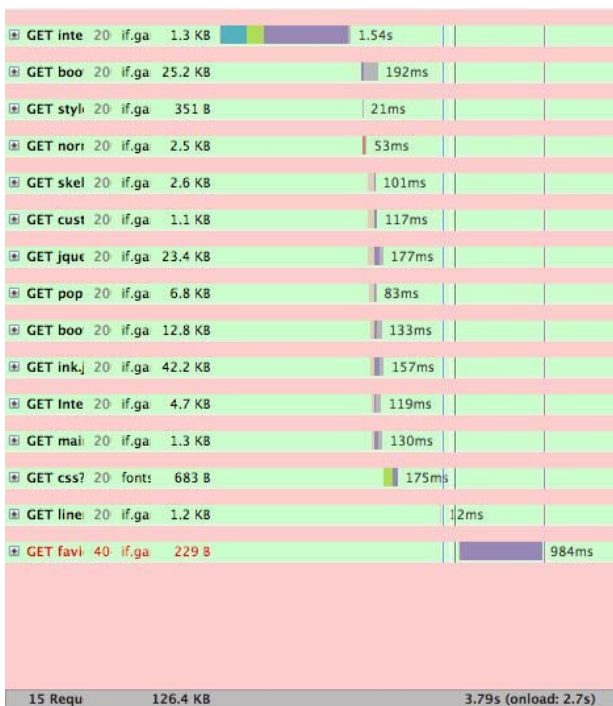 GET inte 20 if.ga 1.3 KB 1.54s
GET boo 20 if.ga 25.2 KB 192ms
GET styl 20 if.ga 351 B 21ms
GET nor 20 if.ga 2.5 KB 53ms
GET skel 20 if.ga 2.6 KB 101ms
GET cust 20 if.ga 1.1 KB 117ms
GET jque 20 if.ga 23.4 KB 177ms
GET pop 20 if.ga 6.8 KB 83ms
GET boo 20 if.ga 12.8 KB 133ms
GET ink.j 20 if.ga 42.2 KB 157ms
GET Inte 20 if.ga 4.7 KB 119ms
GET mai 20 if.ga 1.3 KB 130ms
GET css? 20 fonts 683 B 175ms
GET line 20 if.ga 1.2 KB 12ms
GET favi 40 if.ga 229 B 984ms
15 Requ 126.4 KB 3.79s (onload: 2.7s)